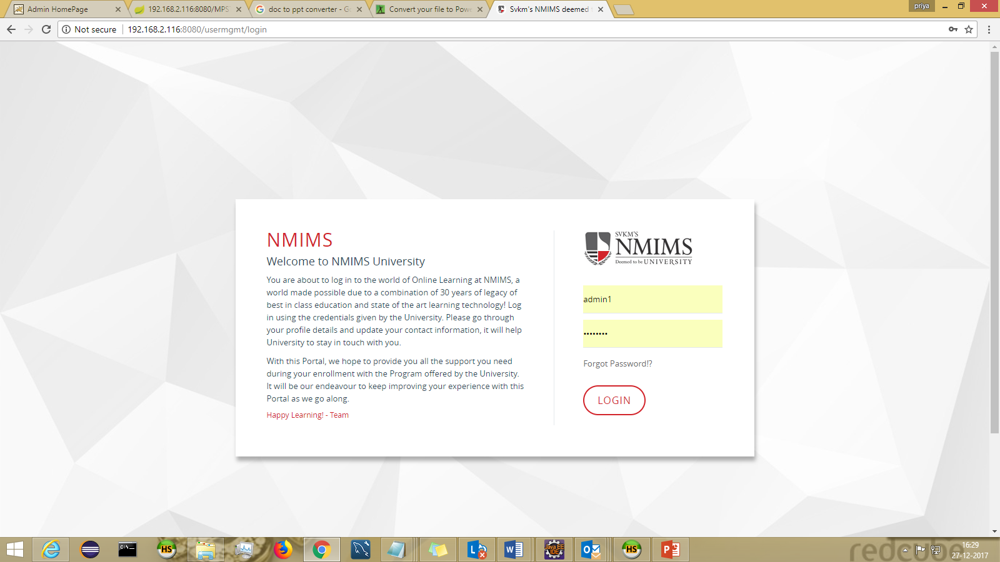 Admin HomePage
192.168.2.116:8080/MPS
doc to ppt converter - Go
Convert your file to Powe
Svkm's NMIMS deemed
priya
Not secure
192.168.2.116:8080/usermgmt/login
NMIMS
Welcome to NMIMS University
You are about to log in to the world of Online Learning at NMIMS, a
world made possible due to a combination of 30 years of legacy of
best in class education and state of the art learning technology! Log
in using the credentials given by the University. Please go through
your profile details and update your contact information, it will help
University to stay in touch with you.
With this Portal, we hope to provide you all the support you need
during your enrollment with the Program offered by the University.
It will be our endeavour to keep improving your experience with this
Portal as we go along.
Happy Learning! - Team
SVKM'S
NMIMS
Deemed to be UNIVERSITY
admin1
••••••••
Forgot Password!?
LOGIN
C:\_
HS
Java EE
IDE
HS
redcube
16:29
27-12-2017